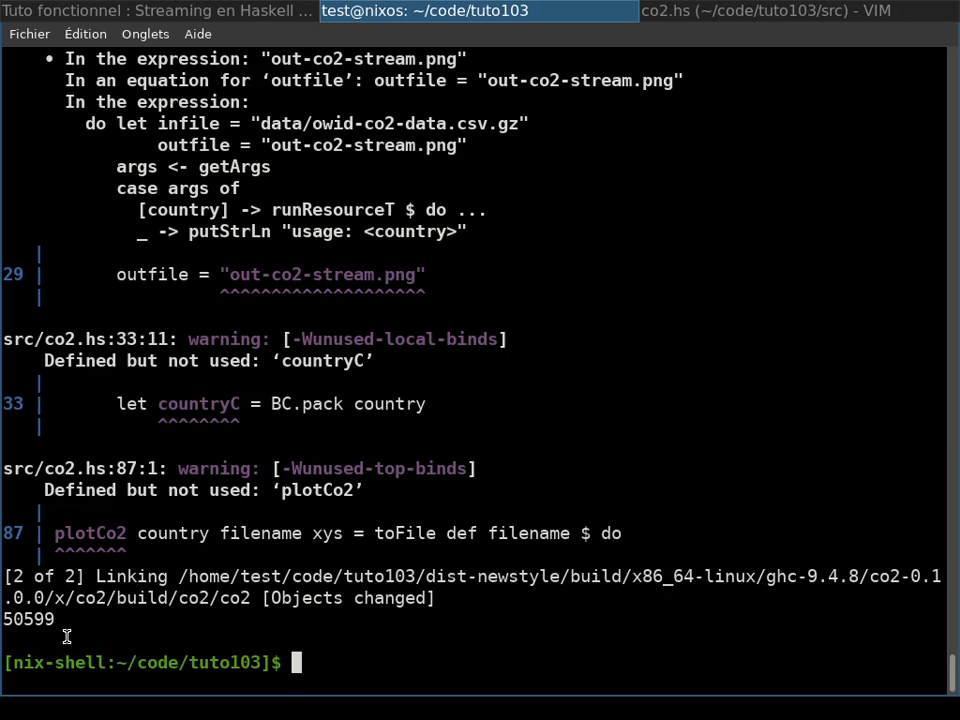 Tuto fonctionnel : Streaming en Haskell ... test@nixos: ~/code/tuto103 co2.hs (~/code/tuto103/src) - VIM
Fichier Édition Onglets Aide
• In the expression: "out-co2-stream.png"
In an equation for ‘outfile’: outfile = "out-co2-stream.png"
In the expression:
do let infile = "data/owid-co2-data.csv.gz"
outfile = "out-co2-stream.png"
args <- getArgs
case args of
[country] -> runResourceT $ do ...
_ -> putStrLn "usage: <country>"
|
29 | outfile = "out-co2-stream.png"
| ^^^^^^^^^^^^^^^^^^^^
src/co2.hs:33:11: warning: [-Wunused-local-binds]
Defined but not used: ‘countryC’
|
33 | let countryC = BC.pack country
| ^^^^^^^^
src/co2.hs:87:1: warning: [-Wunused-top-binds]
Defined but not used: ‘plotCo2’
|
87 | plotCo2 country filename xys = toFile def filename $ do
| ^^^^^^^
[2 of 2] Linking /home/test/code/tuto103/dist-newstyle/build/x86_64-linux/ghc-9.4.8/co2-0.1
.0.0/x/co2/build/co2/co2 [Objects changed]
50599
[nix-shell:~/code/tuto103]$